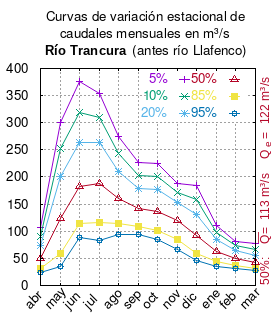 Curvas de variación estacional de
caudales mensuales en m³/s
Río Trancura (antes río Llafenco)
5% 50%
10% 85%
20% 95%
400
350
300
250
200
150
100
50
0
abr
may
jun
jul
ago
sep
oct
nov
dic
ene
feb
mar
50%. Q= 113 m³/s Qe = 122 m³/s